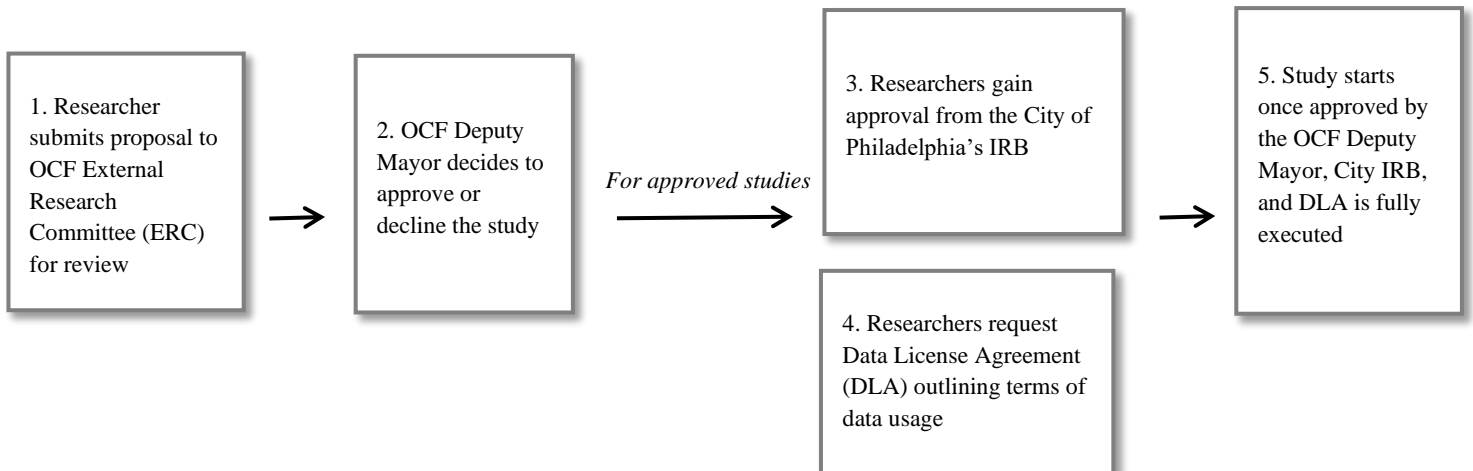 1. Researcher
submits proposal to
OCF External
Research
Committee (ERC)
for review
2. OCF Deputy
Mayor decides to
approve or
decline the study
For approved studies
3. Researchers gain
approval from the City of
Philadelphia’s IRB
4. Researchers request
Data License Agreement
(DLA) outlining terms of
data usage
5. Study starts
once approved by
the OCF Deputy
Mayor, City IRB,
and DLA is fully
executed